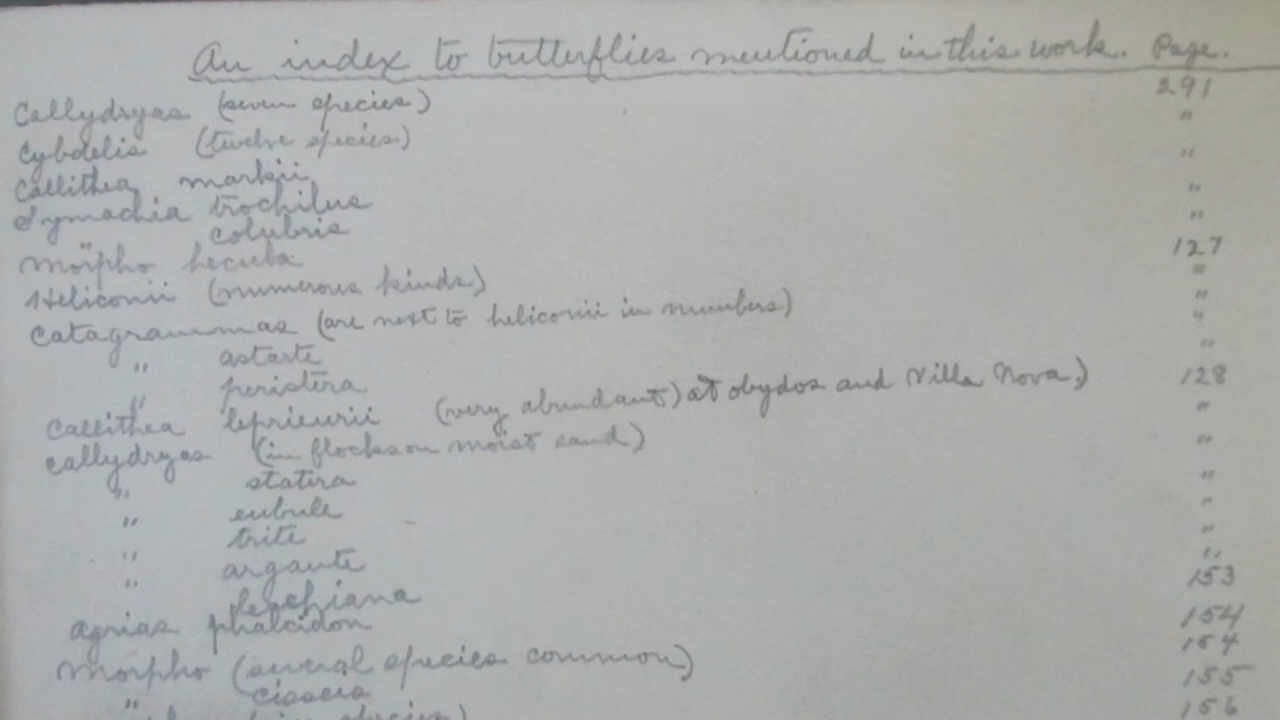 An index to butterflies mentioned in this work. Page.
Callydryas (seven species) 291
Cybdelis (twelve species) "
Callithea markii "
Symachia trochilus "
colubris "
Morpho hecuba 127
Heliconii (numerous kinds) "
Catagrammas (are next to heliconii in numbers) "
" astarte "
" peristera "
Callithea leprieurii (very abundant) at obydos and Villa Nova.) 128
Callydryas (in flocks on moist sand) "
" statira "
" eubule "
" trite "
" argante "
"
Agrias phalcidon 153
Morpho (several species common) 154
" 154
155
species) 156